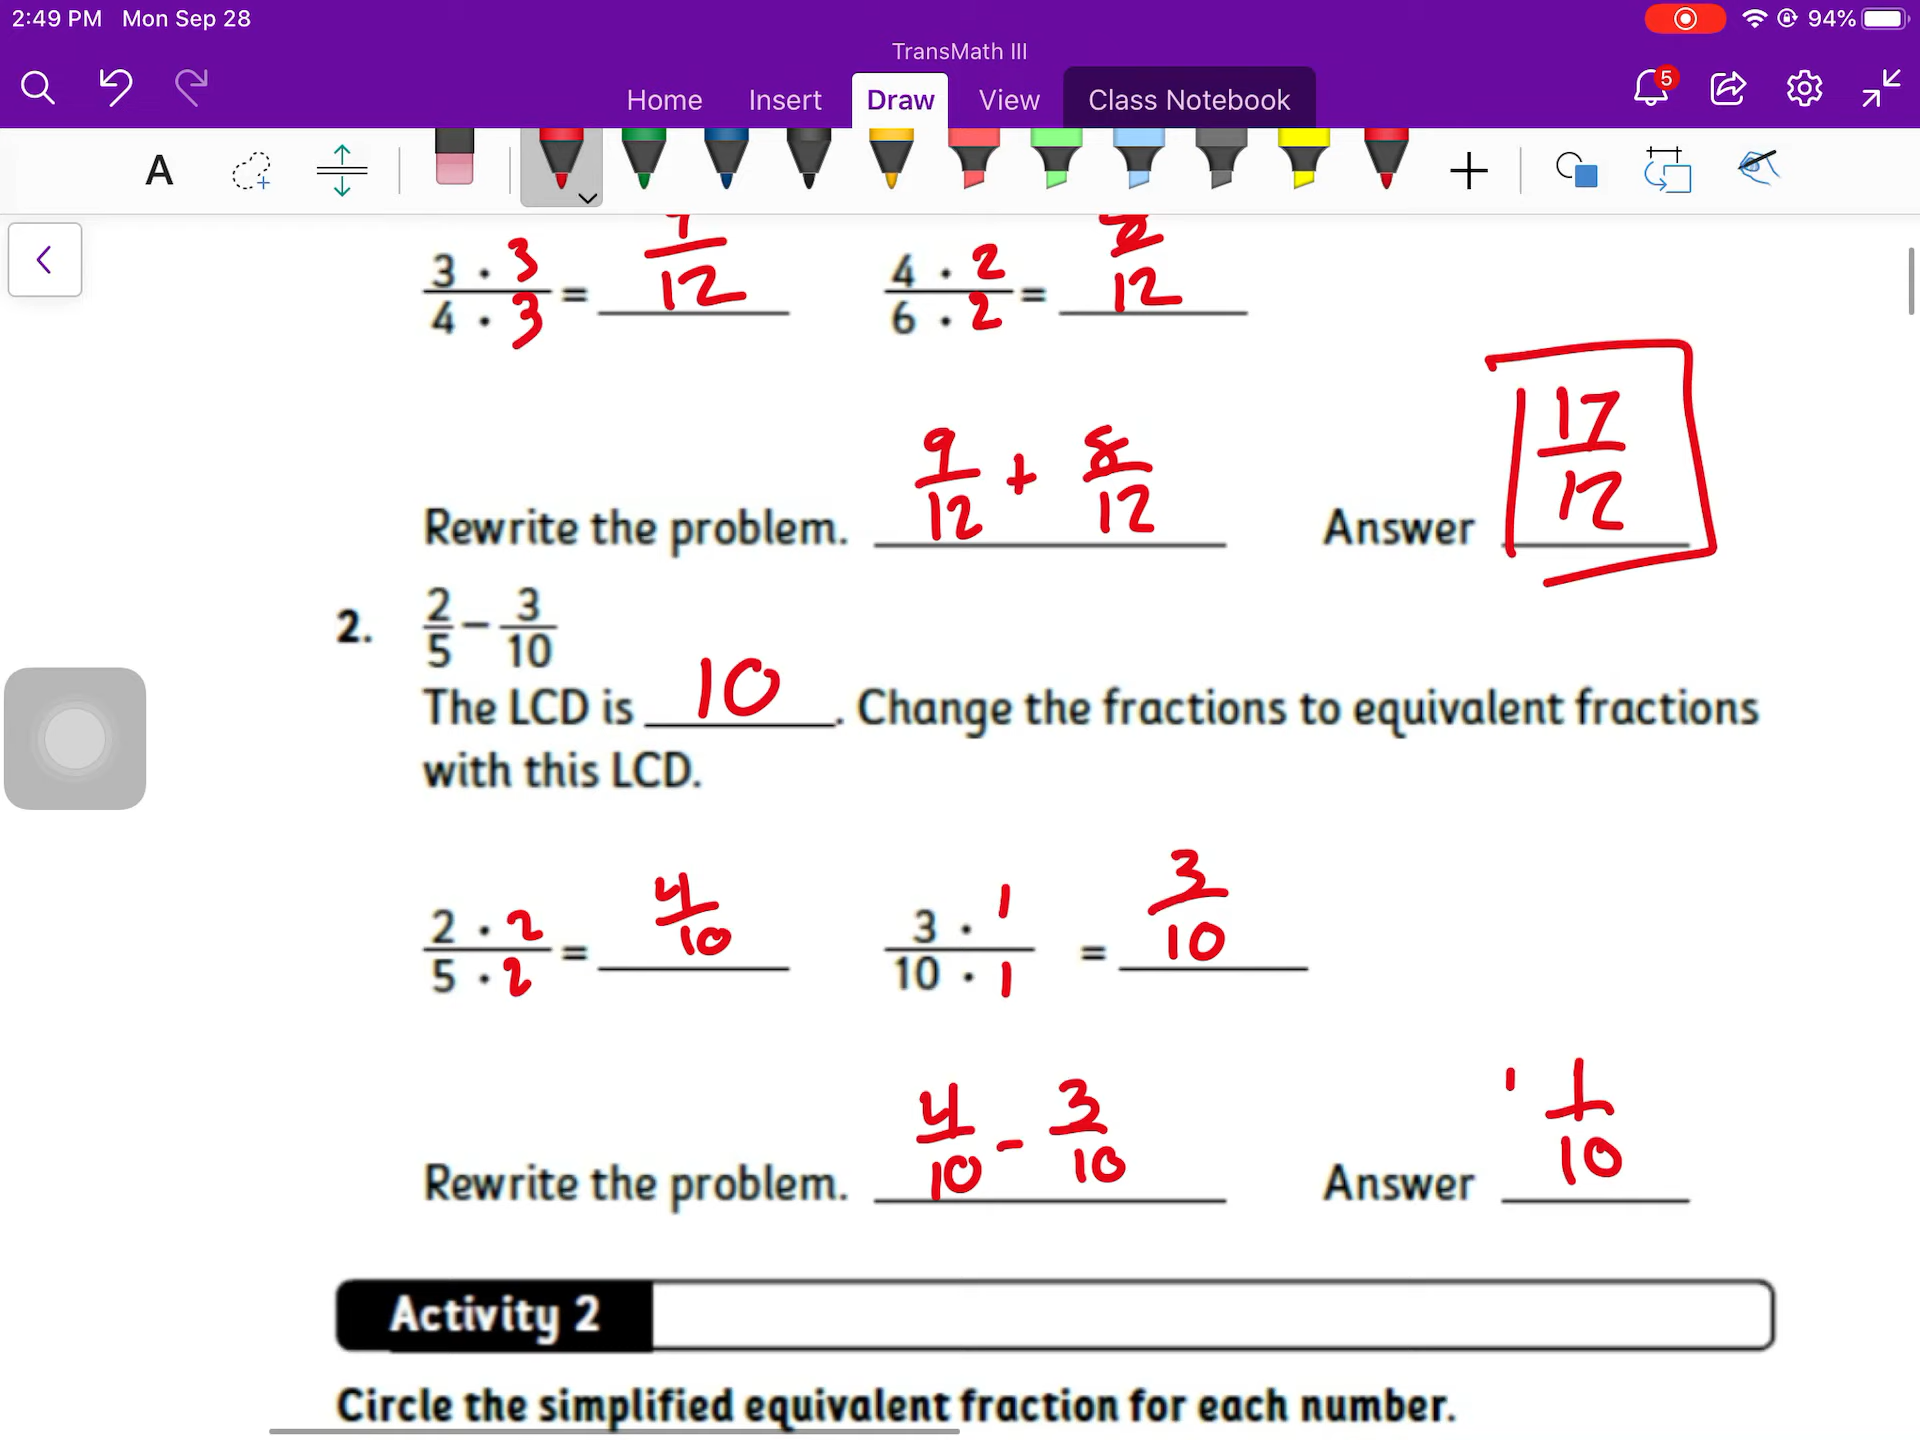 2:49 PM Mon Sep 28
94%
TransMath III
Home Insert Draw View Class Notebook
5
A
3 · 3 / 4 · 3 = 9/12 4 · 2 / 6 · 2 = 8/12
Rewrite the problem. 9/12 + 8/12 Answer 17/12
2. 2/5 − 3/10
The LCD is 10. Change the fractions to equivalent fractions
with this LCD.
2 · 2 / 5 · 2 = 4/10 3 · 1 / 10 · 1 = 3/10
Rewrite the problem. 4/10 - 3/10 Answer 1/10
Activity 2
Circle the simplified equivalent fraction for each number.